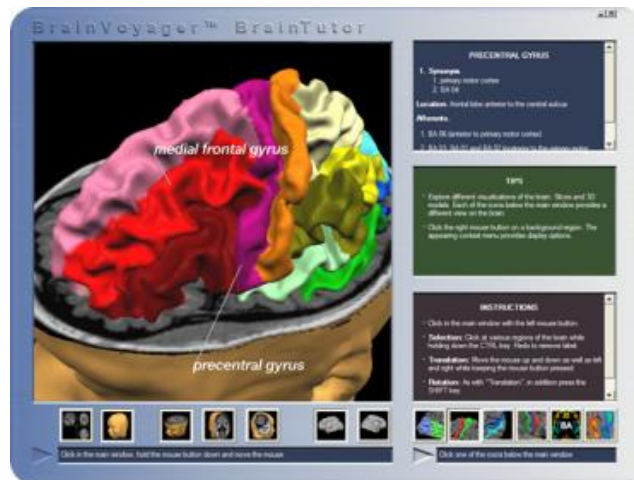 BrainVoyager™ BrainTutor
medial frontal gyrus
precentral gyrus
PRECENTRAL GYRUS
1. Synonyms
1. primary motor cortex
2. BA 04
Location: frontal lobe anterior to the central sulcus
Afferents:
1. BA 06 (anterior to primary motor cortex)
TIPS
Explore different visualisations of the brain. Slices and 3D
models. Each of the icons below the main window provides a
different view on the brain.
Click the right mouse button on a background region. The
appearing context menu provides display options.
INSTRUCTIONS
Click in the main window with the left mouse button.
Selection: Click at various regions of the brain while
holding down the CTRL key. Redo to remove label.
Translation: Move the mouse up and down as well as left
and right while keeping the mouse button pressed.
Rotation: As with "Translation", in addition press the
SHIFT key.
BA
Click in the main window, hold the mouse button down and move the mouse
Click one of the icons below the main window